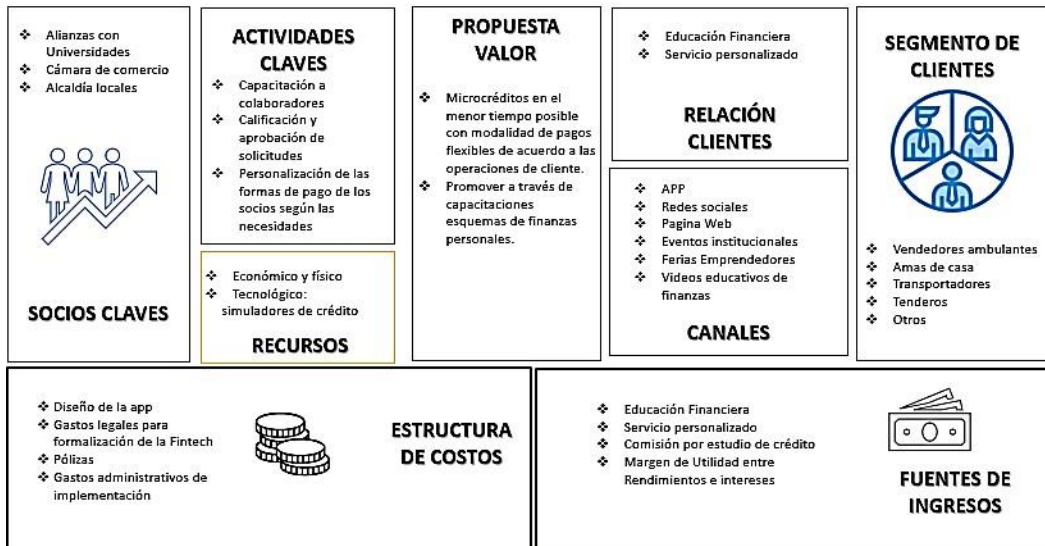 ❖ Alianzas con
Universidades
❖ Cámara de comercio
❖ Alcaldía locales
SOCIOS CLAVES
ACTIVIDADES
CLAVES
❖ Capacitación a
colaboradores
❖ Calificación y
aprobación de
solicitudes
❖ Personalización de las
formas de pago de los
socios según las
necesidades
❖ Económico y físico
❖ Tecnológico:
simuladores de crédito
RECURSOS
PROPUESTA
VALOR
❖ Microcréditos en el
menor tiempo posible
con modalidad de pagos
flexibles de acuerdo a las
operaciones de cliente.
❖ Promover a través de
capacitaciones
esquemas de finanzas
personales.
❖ Educación Financiera
❖ Servicio personalizado
RELACIÓN
CLIENTES
❖ APP
❖ Redes sociales
❖ Pagina Web
❖ Eventos institucionales
❖ Ferias Emprendedores
❖ Videos educativos de
finanzas
CANALES
SEGMENTO DE
CLIENTES
❖ Vendedores ambulantes
❖ Amas de casa
❖ Transportadores
❖ Tenderos
❖ Otros
❖ Diseño de la app
❖ Gastos legales para
formalización de la Fintech
❖ Pólizas
❖ Gastos administrativos de
implementación
ESTRUCTURA
DE COSTOS
❖ Educación Financiera
❖ Servicio personalizado
❖ Comisión por estudio de crédito
❖ Margen de Utilidad entre
Rendimientos e intereses
FUENTES DE
INGRESOS